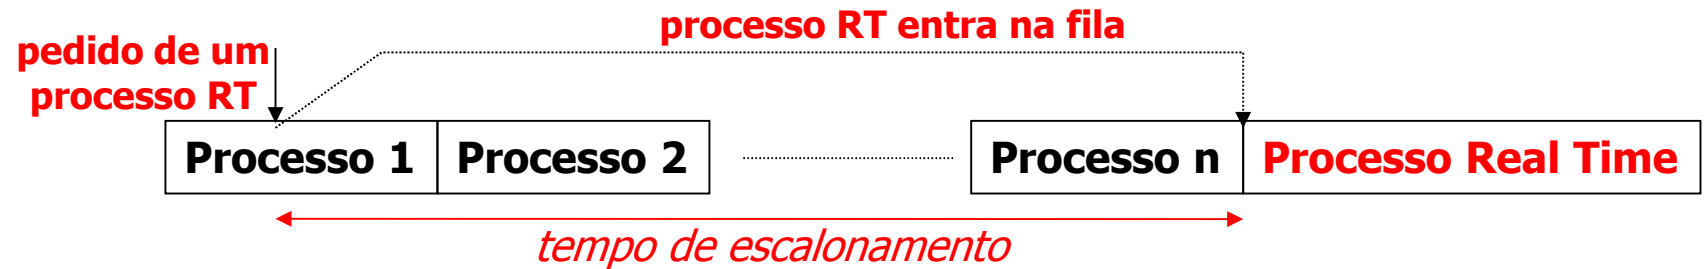 processo RT entra na fila
pedido de um
processo RT
Processo 1
Processo 2
Processo n
Processo Real Time
tempo de escalonamento